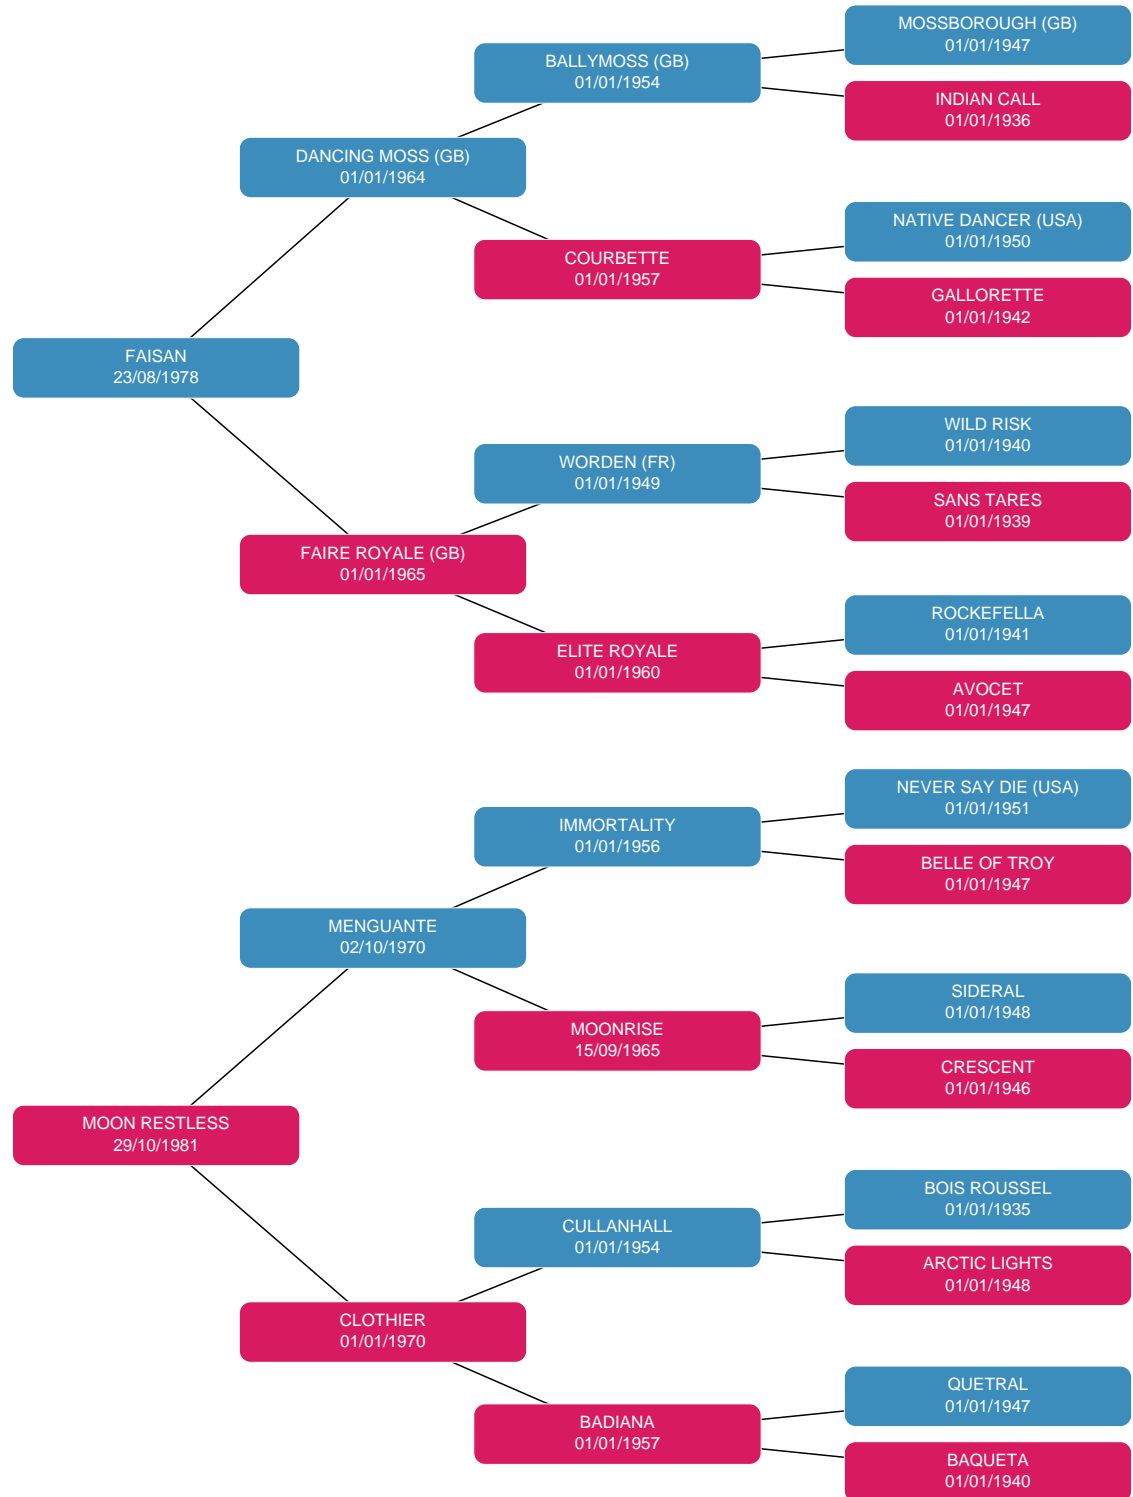 MOSSBOROUGH (GB)
01/01/1947
BALLYMOSS (GB)
01/01/1954
INDIAN CALL
01/01/1936
DANCING MOSS (GB)
01/01/1964
NATIVE DANCER (USA)
01/01/1950
COURBETTE
01/01/1957
GALLORETTE
01/01/1942
FAISAN
23/08/1978
WILD RISK
01/01/1940
WORDEN (FR)
01/01/1949
SANS TARES
01/01/1939
FAIRE ROYALE (GB)
01/01/1965
ROCKEFELLA
01/01/1941
ELITE ROYALE
01/01/1960
AVOCET
01/01/1947
NEVER SAY DIE (USA)
01/01/1951
IMMORTALITY
01/01/1956
BELLE OF TROY
01/01/1947
MENGUANTE
02/10/1970
SIDERAL
01/01/1948
MOONRISE
15/09/1965
CRESCENT
01/01/1946
MOON RESTLESS
29/10/1981
BOIS ROUSSEL
01/01/1935
CULLANHALL
01/01/1954
ARCTIC LIGHTS
01/01/1948
CLOTHIER
01/01/1970
QUETRAL
01/01/1947
BADIANA
01/01/1957
BAQUETA
01/01/1940